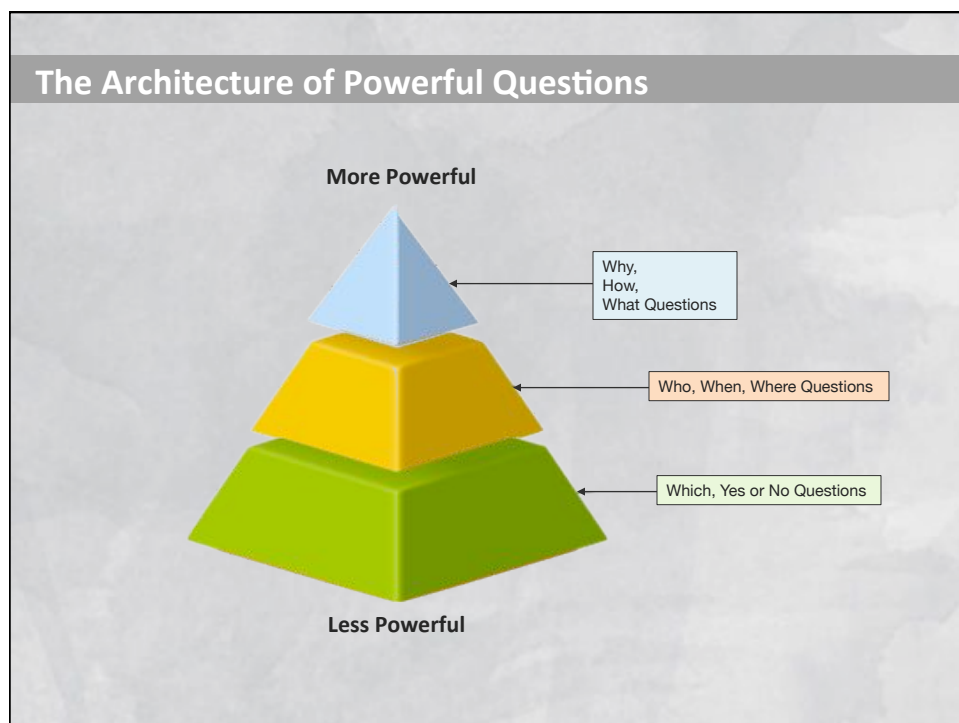 The Architecture of Powerful Questions
More Powerful
Why,
How,
What Questions
Who, When, Where Questions
Which, Yes or No Questions
Less Powerful